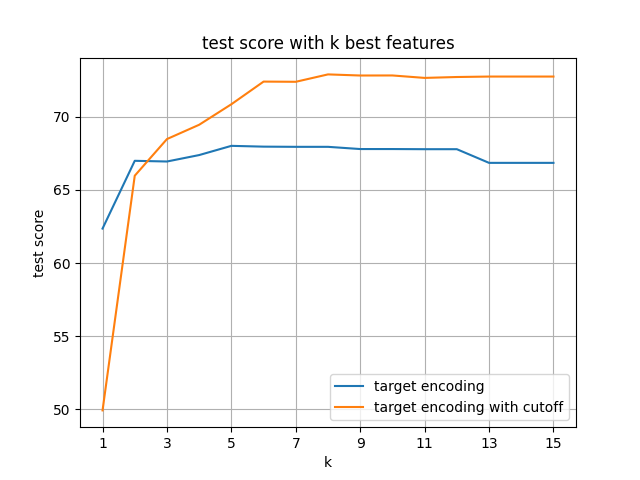 test score with k best features
test score
70
65
60
55
50
target encoding
target encoding with cutoff
1 3 5 7 9 11 13 15
k